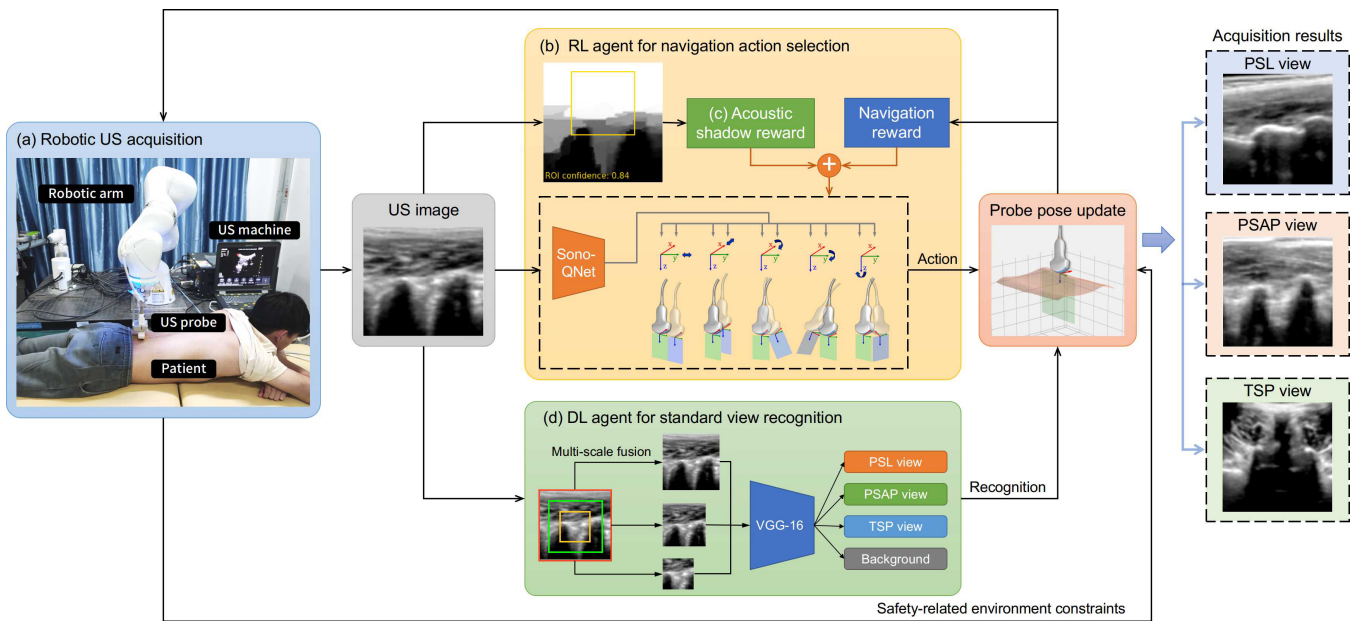 (a) Robotic US acquisition
Robotic arm
US machine
US probe
Patient
US image
(b) RL agent for navigation action selection
ROI confidence: 0.84
(c) Acoustic
shadow reward
Navigation
reward
+
Sono-
QNet
x
y
z
x
y
z
x
y
z
x
y
z
x
y
z
Action
Probe pose update
(d) DL agent for standard view recognition
Multi-scale fusion
VGG-16
PSL view
PSAP view
TSP view
Background
Recognition
Safety-related environment constraints
Acquisition results
PSL view
PSAP view
TSP view